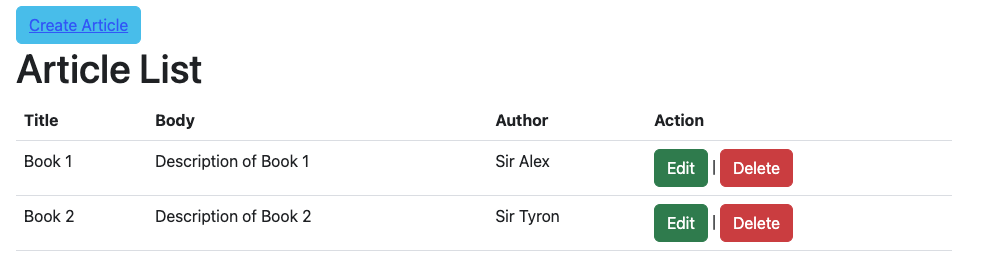 Create Article
Article List
Title Body Author Action
Book 1 Description of Book 1 Sir Alex Edit | Delete
Book 2 Description of Book 2 Sir Tyron Edit | Delete